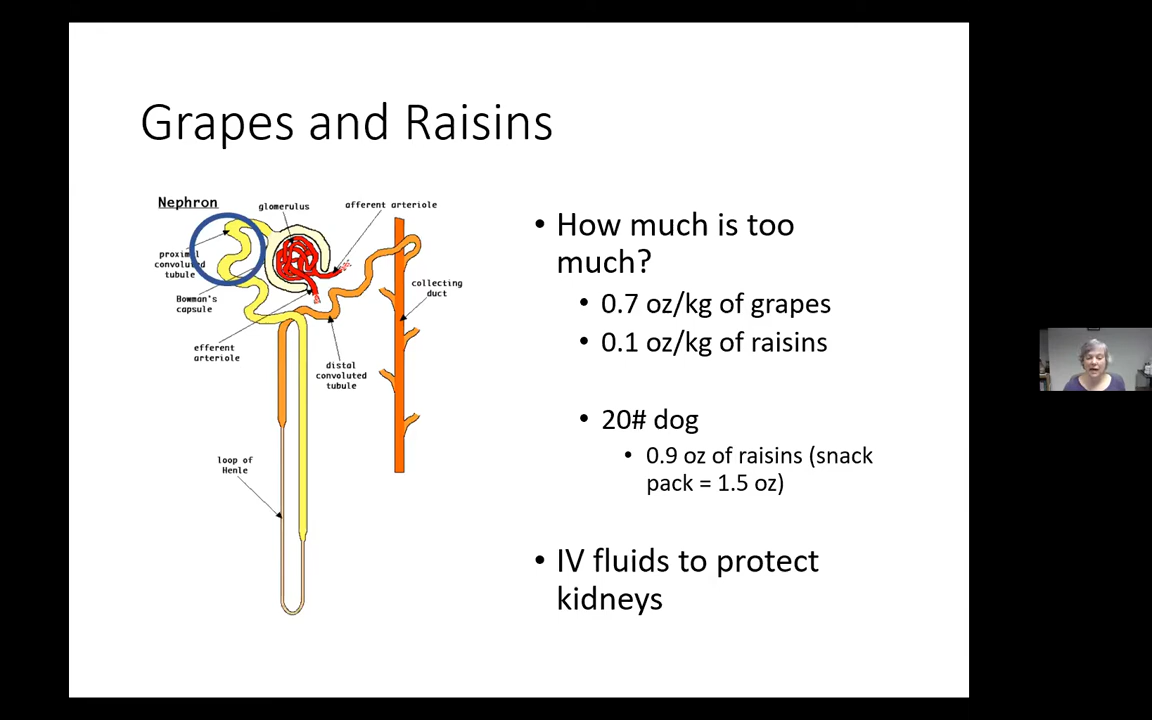 Grapes and Raisins
Nephron
glomerulus
afferent arteriole
proximal
convoluted
tubule
Bowman's
capsule
collecting
duct
efferent
arteriole
distal
convoluted
tubule
loop of
Henle
• How much is too
much?
• 0.7 oz/kg of grapes
• 0.1 oz/kg of raisins
• 20# dog
• 0.9 oz of raisins (snack
pack = 1.5 oz)
• IV fluids to protect
kidneys